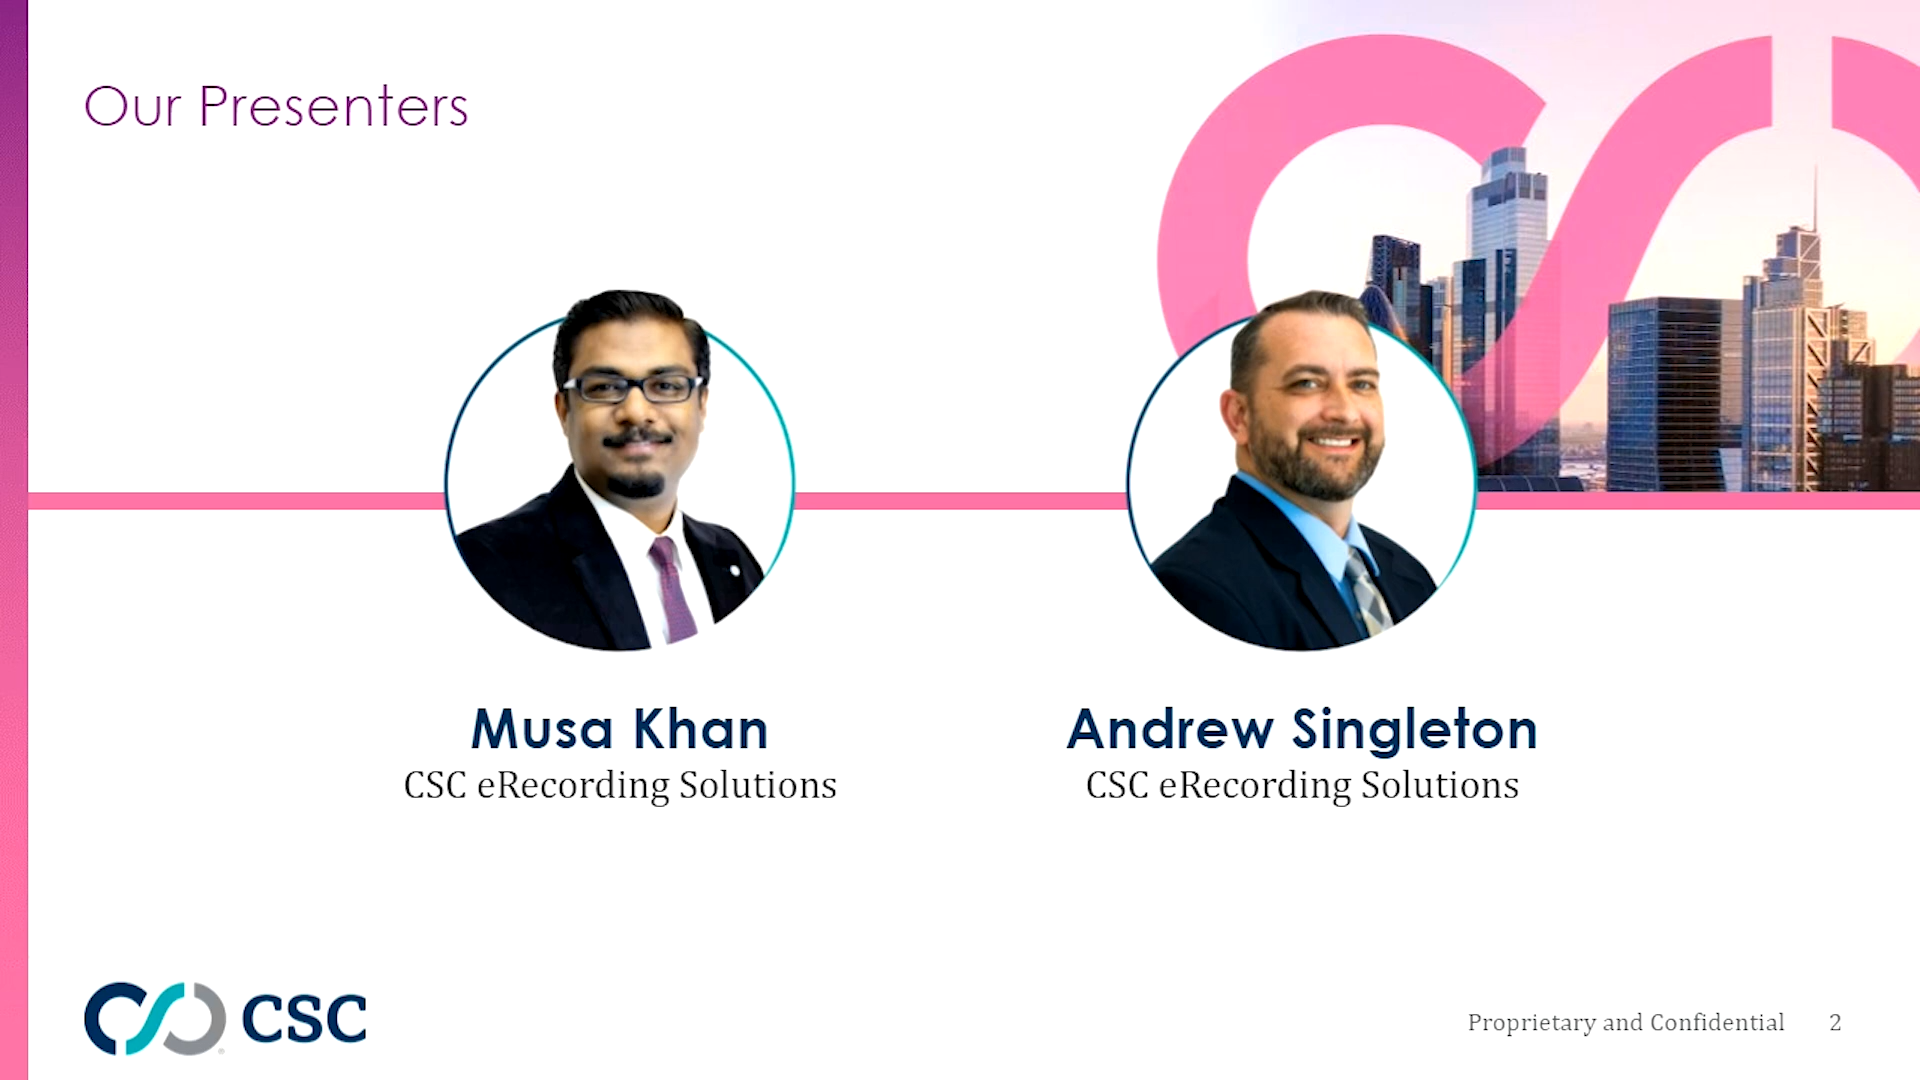 Our Presenters
Musa Khan
CSC eRecording Solutions
Andrew Singleton
CSC eRecording Solutions
CSC
Proprietary and Confidential 2